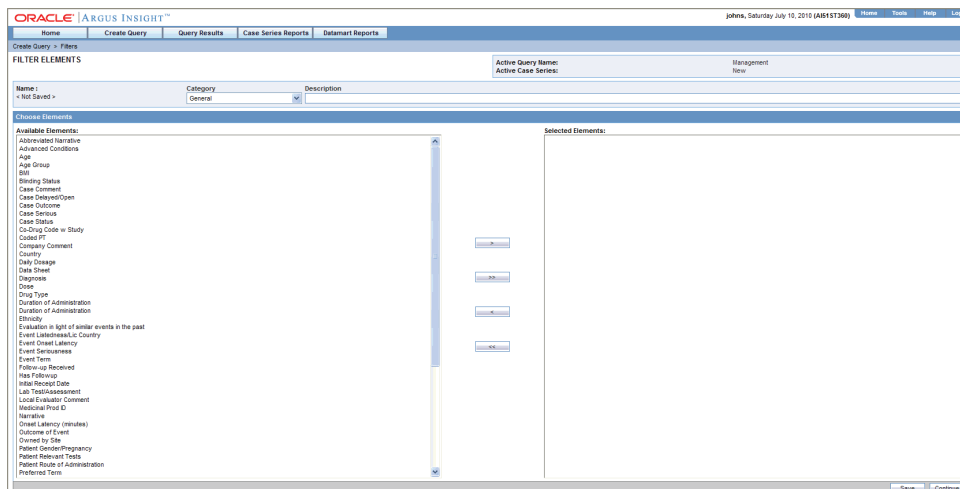 ORACLE® | ARGUS INSIGHT™
johns, Saturday July 10, 2010 (AI51ST360)
Home Tools Help Log
Home Create Query Query Results Case Series Reports Datamart Reports
Create Query > Filters
FILTER ELEMENTS
Active Query Name: Management
Active Case Series: New
Name : Category Description
< Not Saved > General
Choose Elements
Available Elements: Selected Elements:
Abbreviated Narrative
Advanced Conditions
Age
Age Group
BMI
Blinding Status
Case Comment
Case Delayed/Open
Case Outcome
Case Serious
Case Status
Co-Drug Code w Study
Coded PT
Company Comment
Country
Daily Dosage
Data Sheet
Diagnosis
Dose
Drug Type
Duration of Administration
Duration of Administration
Ethnicity
Evaluation in light of similar events in the past
Event Listedness/Lic Country
Event Onset Latency
Event Seriousness
Event Term
Follow-up Received
Has Followup
Initial Receipt Date
Lab Test/Assessment
Local Evaluator Comment
Medicinal Prod ID
Narrative
Onset Latency (minutes)
Outcome of Event
Owned by Site
Patient Gender/Pregnancy
Patient Relevant Tests
Patient Route of Administration
Preferred Term
>
>>
<
<<
Save Continue